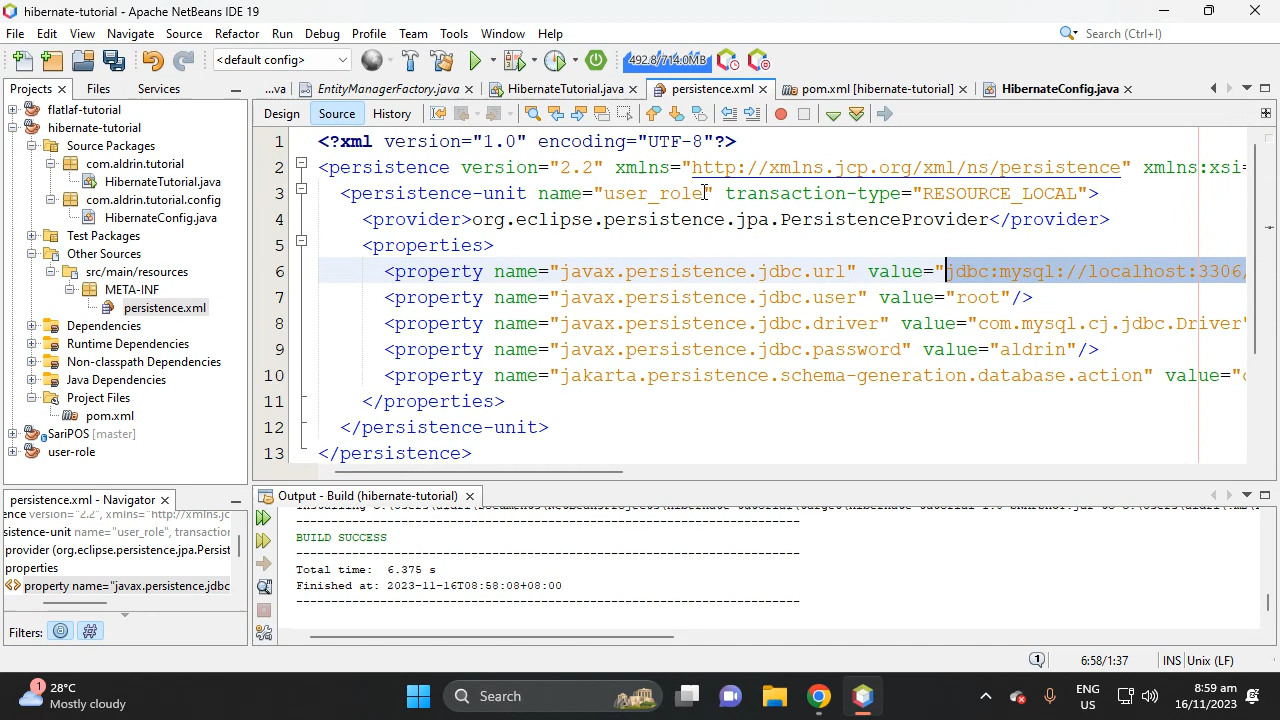 hibernate-tutorial - Apache NetBeans IDE 19
File Edit View Navigate Source Refactor Run Debug Profile Team Tools Window Help
Search (Ctrl+I)
<default config>
492.8/714.0MB
Projects Files Services
...va EntityManagerFactory.java HibernateTutorial.java persistence.xml pom.xml [hibernate-tutorial] HibernateConfig.java
flatlaf-tutorial
hibernate-tutorial
Source Packages
com.aldrin.tutorial
HibernateTutorial.java
com.aldrin.tutorial.config
HibernateConfig.java
Test Packages
Other Sources
src/main/resources
META-INF
persistence.xml
Dependencies
Runtime Dependencies
Non-classpath Dependencies
Java Dependencies
Project Files
pom.xml
SariPOS [master]
user-role
Design Source History
1 <?xml version="1.0" encoding="UTF-8"?>
2 <persistence version="2.2" xmlns="http://xmlns.jcp.org/xml/ns/persistence" xmlns:xsi=
3 <persistence-unit name="user_role" transaction-type="RESOURCE_LOCAL">
4 <provider>org.eclipse.persistence.jpa.PersistenceProvider</provider>
5 <properties>
6 <property name="javax.persistence.jdbc.url" value="jdbc:mysql://localhost:3306/
7 <property name="javax.persistence.jdbc.user" value="root"/>
8 <property name="javax.persistence.jdbc.driver" value="com.mysql.cj.jdbc.Driver"
9 <property name="javax.persistence.jdbc.password" value="aldrin"/>
10 <property name="jakarta.persistence.schema-generation.database.action" value="
11 </properties>
12 </persistence-unit>
13 </persistence>
persistence.xml - Navigator
ence version="2.2", xmlns="http://xmlns.jc
sistence-unit name="user_role", transaction
provider (org.eclipse.persistence.jpa.Persist
properties
property name="javax.persistence.jdbc
Filters:
Output - Build (hibernate-tutorial)
------------------------------------------------------------------------
BUILD SUCCESS
------------------------------------------------------------------------
Total time: 6.375 s
Finished at: 2023-11-16T08:58:08+08:00
------------------------------------------------------------------------
1 6:58/1:37 INS Unix (LF)
1
28°C
Mostly cloudy
Search
ENG
US
8:59 am
16/11/2023